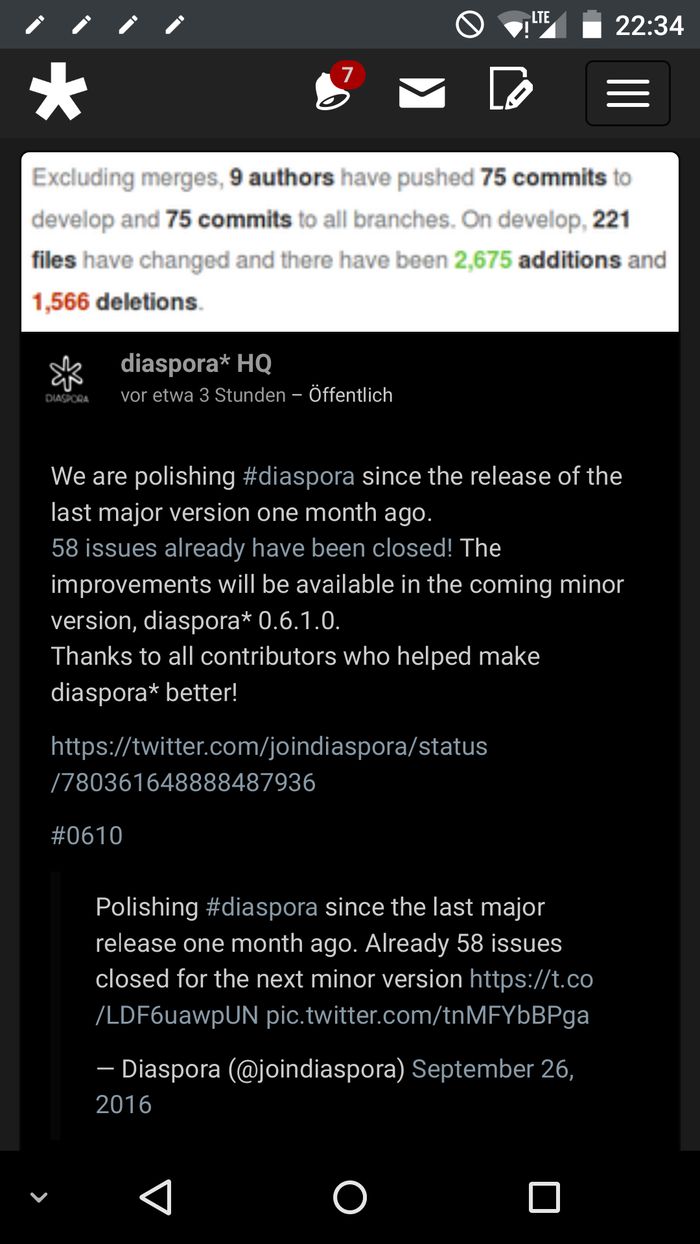 LTE
22:34
7
Excluding merges, 9 authors have pushed 75 commits to
develop and 75 commits to all branches. On develop, 221
files have changed and there have been 2,675 additions and
1,566 deletions.
DIASPORA
diaspora* HQ
vor etwa 3 Stunden – Öffentlich
We are polishing #diaspora since the release of the
last major version one month ago.
58 issues already have been closed! The
improvements will be available in the coming minor
version, diaspora* 0.6.1.0.
Thanks to all contributors who helped make
diaspora* better!
https://twitter.com/joindiaspora/status
/780361648888487936
#0610
Polishing #diaspora since the last major
release one month ago. Already 58 issues
closed for the next minor version https://t.co
/LDF6uawpUN pic.twitter.com/tnMFYbBPga
— Diaspora (@joindiaspora) September 26,
2016